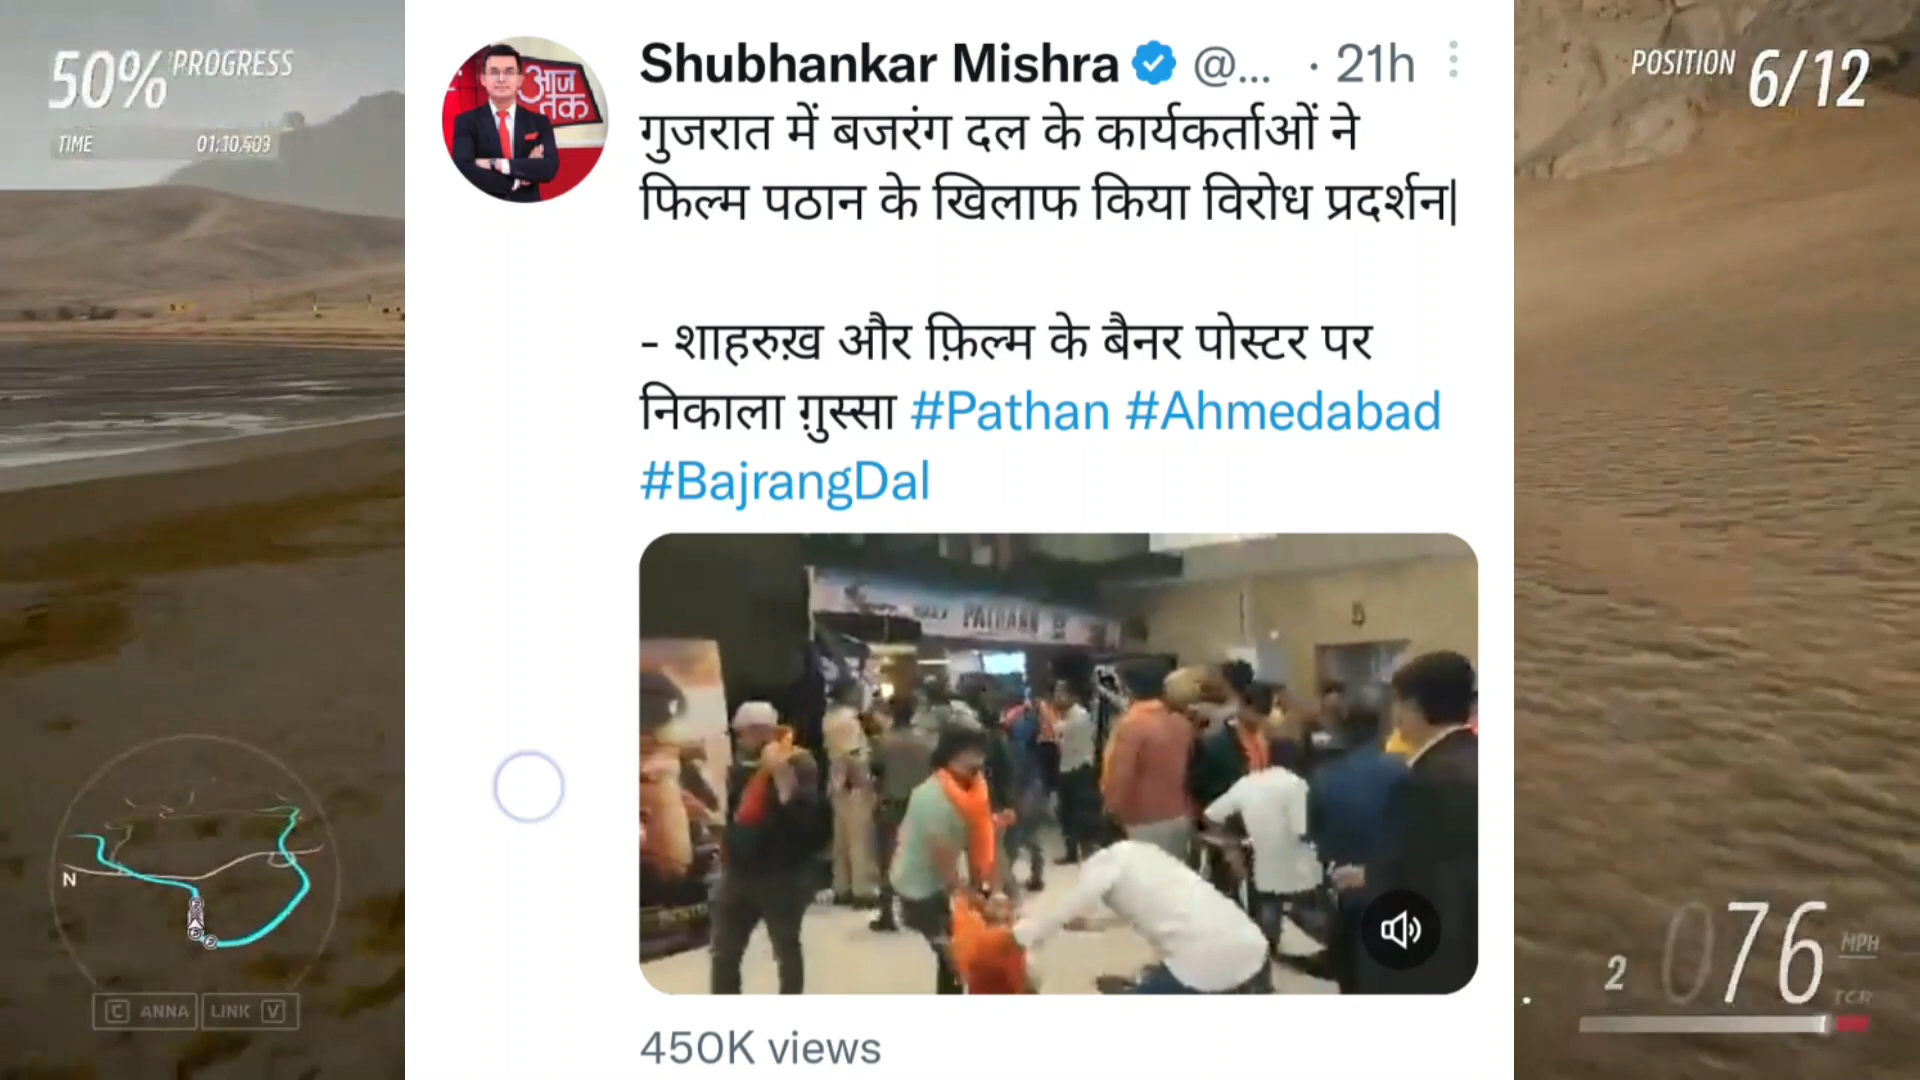 50% PROGRESS
TIME 01:10.503
POSITION 6/12
Shubhankar Mishra @... · 21h
आज
तक
गुजरात में बजरंग दल के कार्यकर्ताओं ने
फिल्म पठान के खिलाफ किया विरोध प्रदर्शन|
- शाहरुख़ और फ़िल्म के बैनर पोस्टर पर
निकाला ग़ुस्सा #Pathan #Ahmedabad
#BajrangDal
PATHAAN
450K views
N
C ANNA LINK V
2 076 MPH
TCR